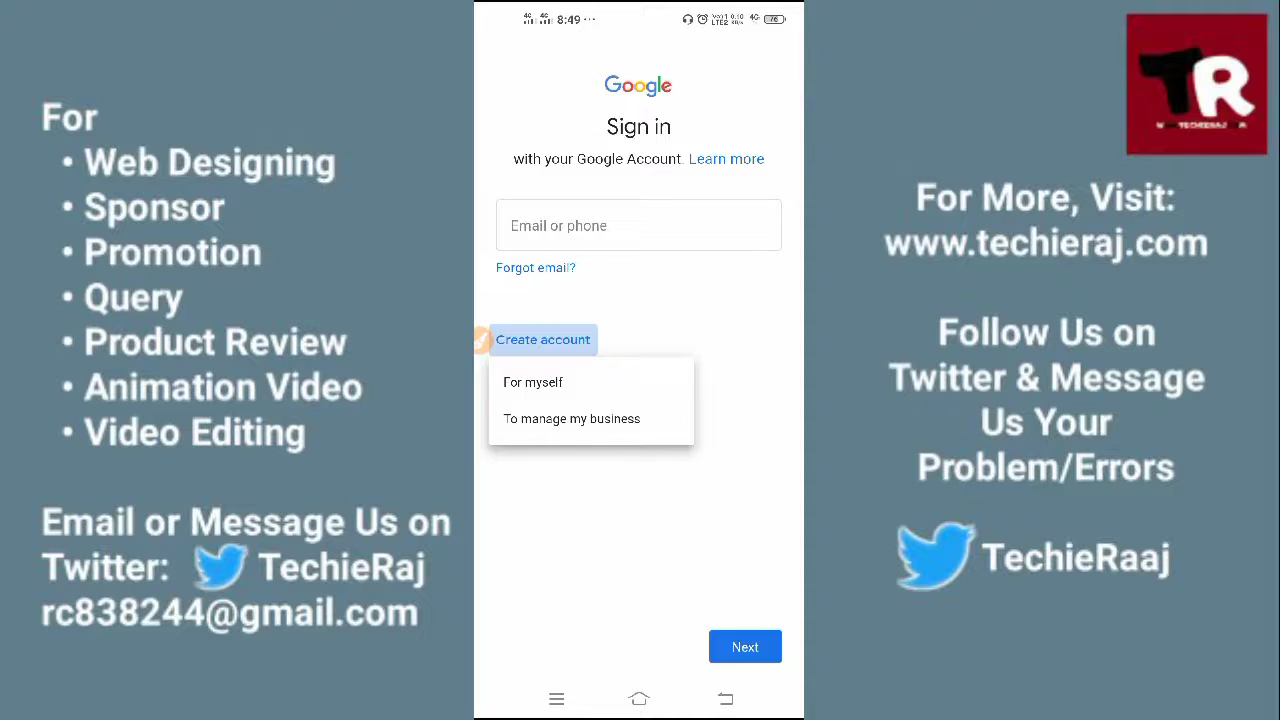 For
• Web Designing
• Sponsor
• Promotion
• Query
• Product Review
• Animation Video
• Video Editing
Email or Message Us on
Twitter: TechieRaj
rc838244@gmail.com
8:49 ...
4G
76
Google
Sign in
with your Google Account. Learn more
Email or phone
Forgot email?
Create account
For myself
To manage my business
Next
TR
For More, Visit:
www.techieraj.com
Follow Us on
Twitter & Message
Us Your
Problem/Errors
TechieRaaj